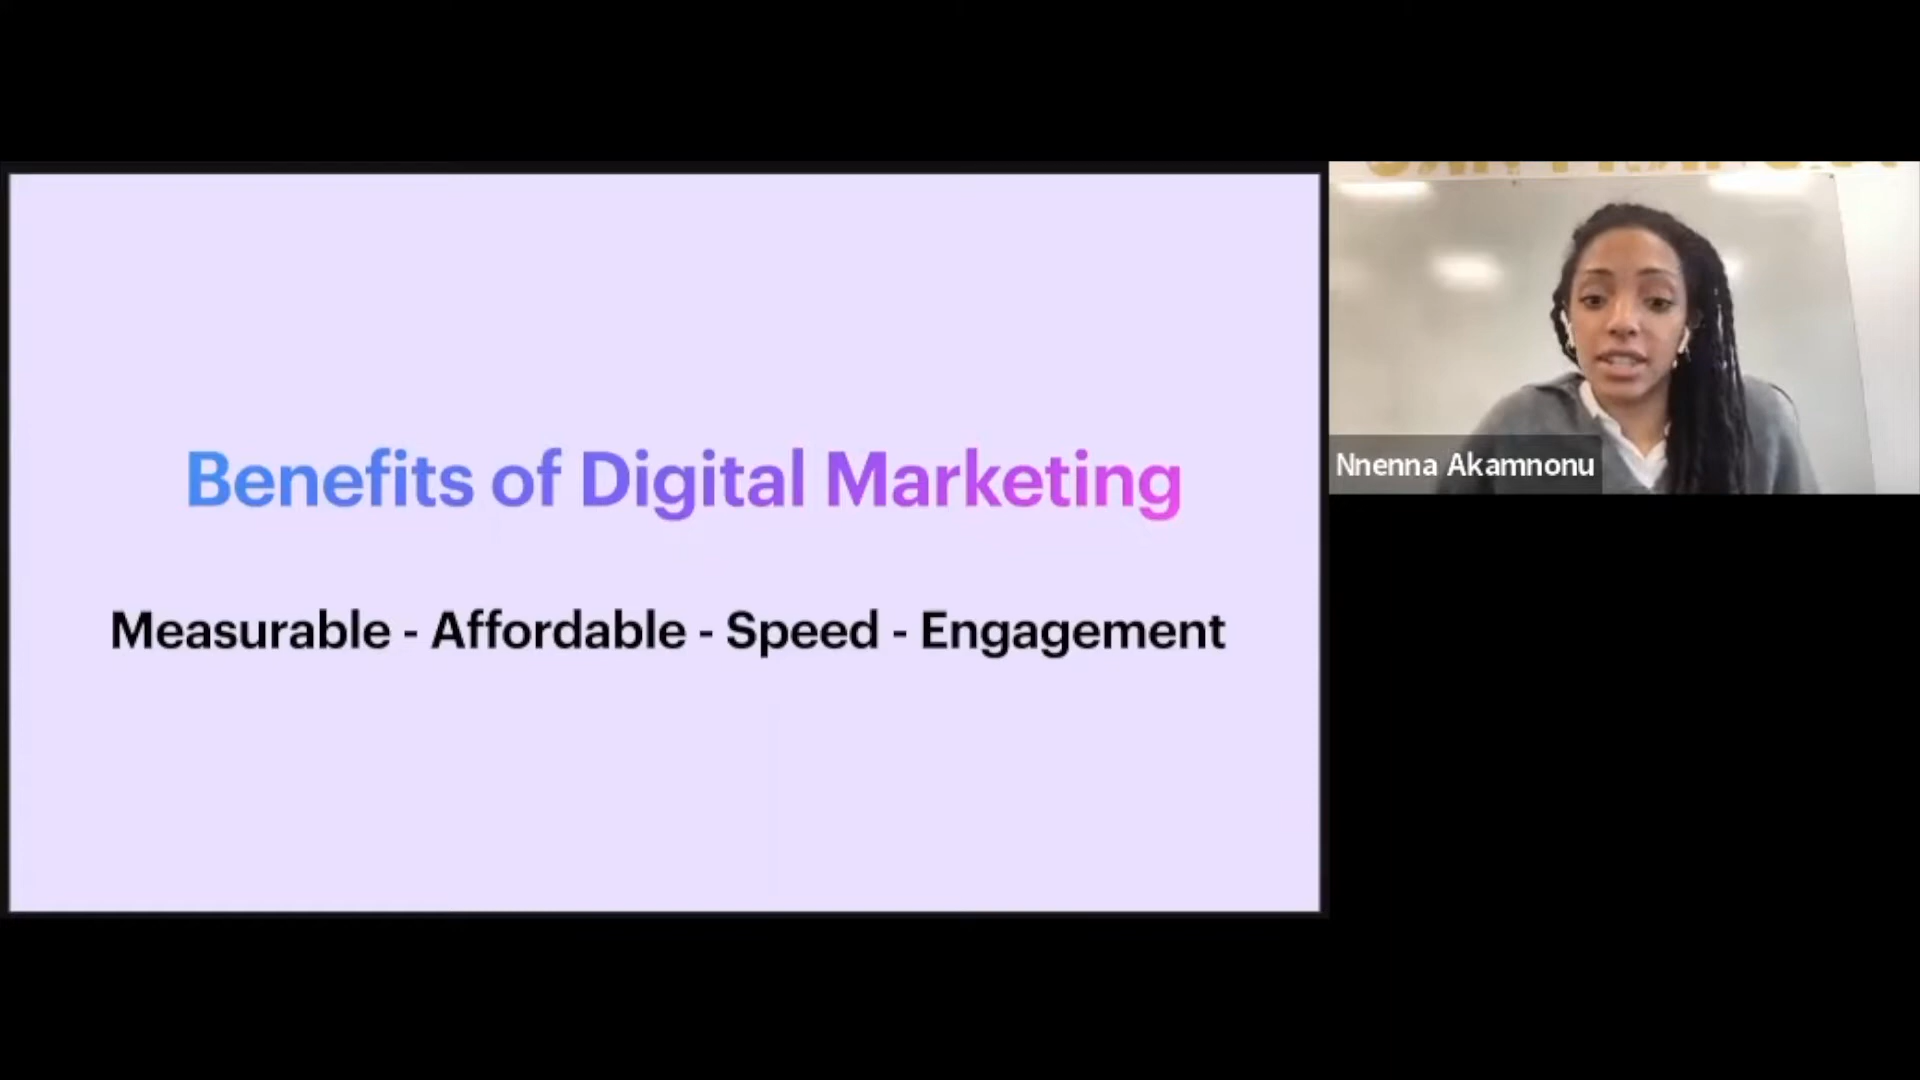 Benefits of Digital Marketing
Measurable - Affordable - Speed - Engagement
Nnenna Akamnonu